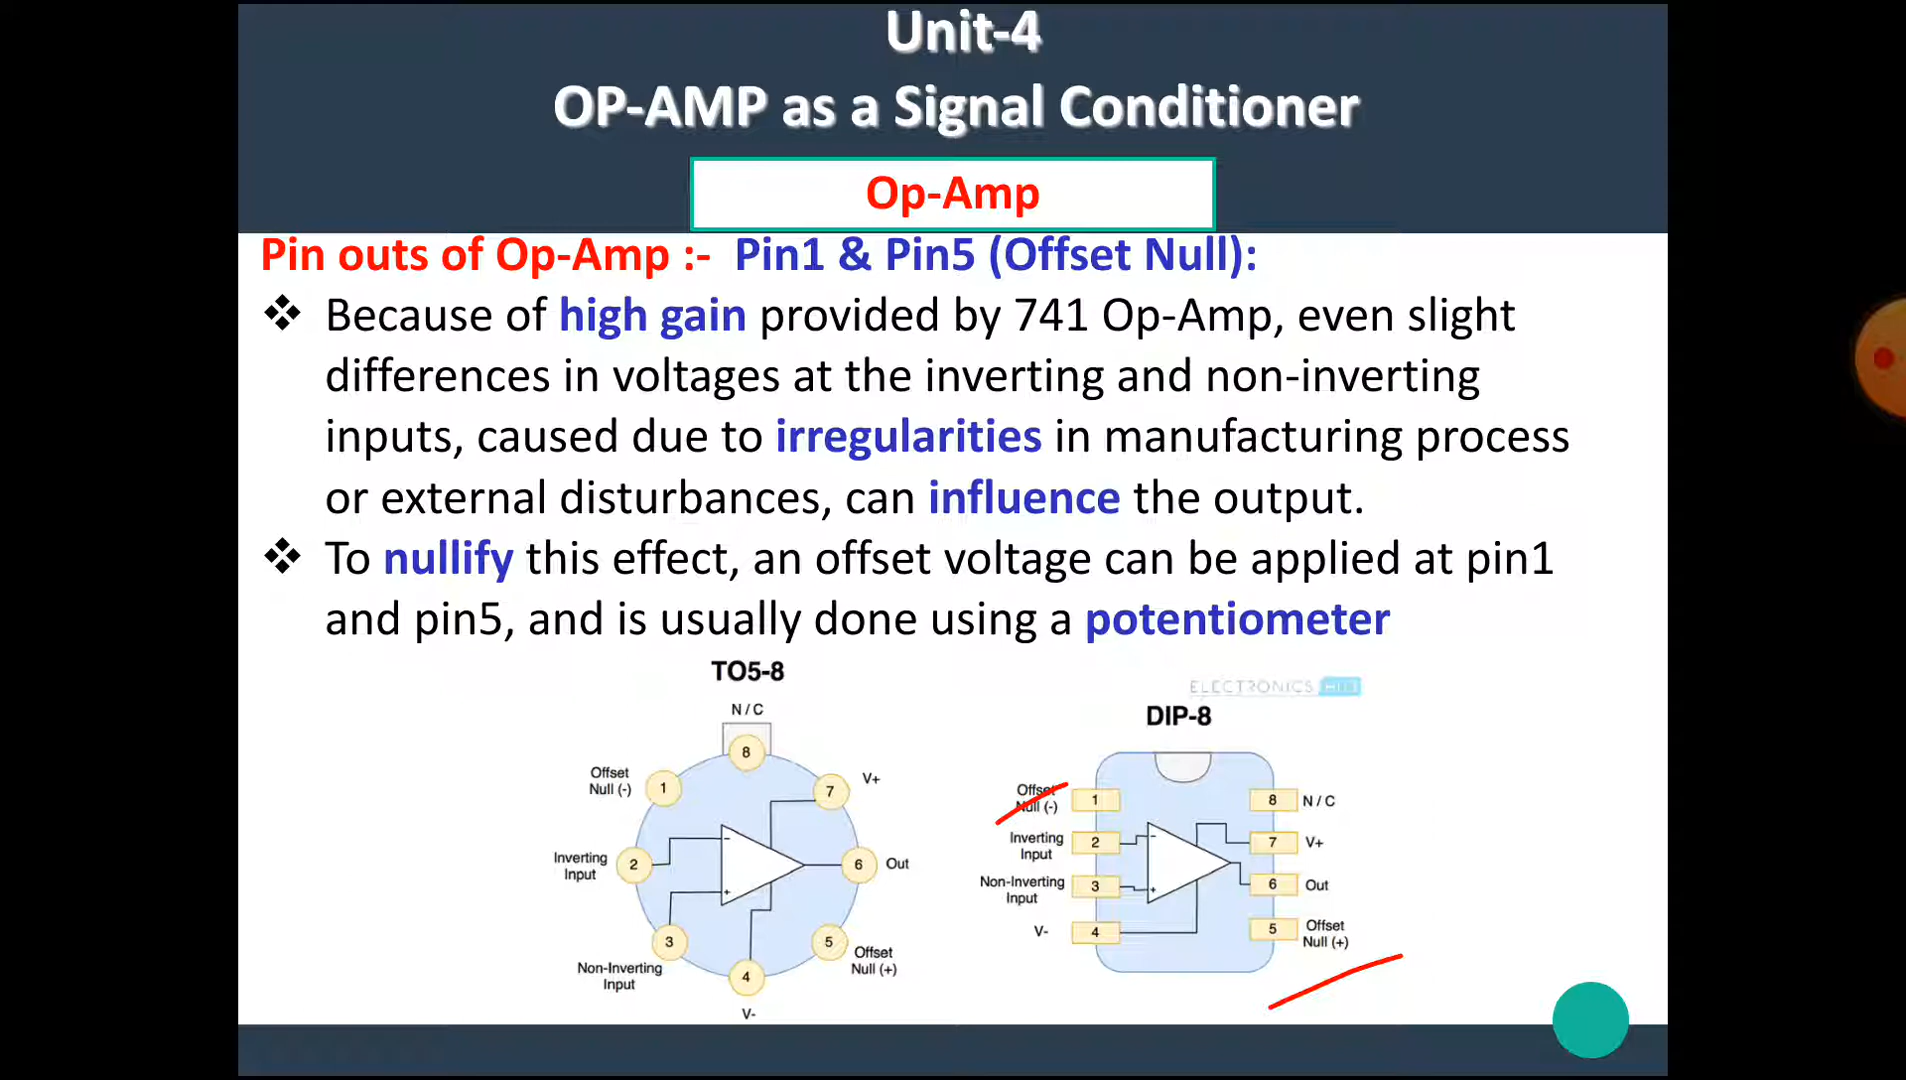 Unit-4
OP-AMP as a Signal Conditioner
Op-Amp
Pin outs of Op-Amp :- Pin1 & Pin5 (Offset Null):
❖ Because of high gain provided by 741 Op-Amp, even slight
differences in voltages at the inverting and non-inverting
inputs, caused due to irregularities in manufacturing process
or external disturbances, can influence the output.
❖ To nullify this effect, an offset voltage can be applied at pin1
and pin5, and is usually done using a potentiometer
TO5-8
N/C
8
Offset
Null (-)
1
7
V+
Inverting
Input
2
-
+
6
Out
3
Non-Inverting
Input
4
V-
5
Offset
Null (+)
ELECTRONICS HUB
DIP-8
Offset
Null (-)
1
8
N/C
Inverting
Input
2
-
7
V+
Non-Inverting
Input
3
+
6
Out
V-
4
5
Offset
Null (+)